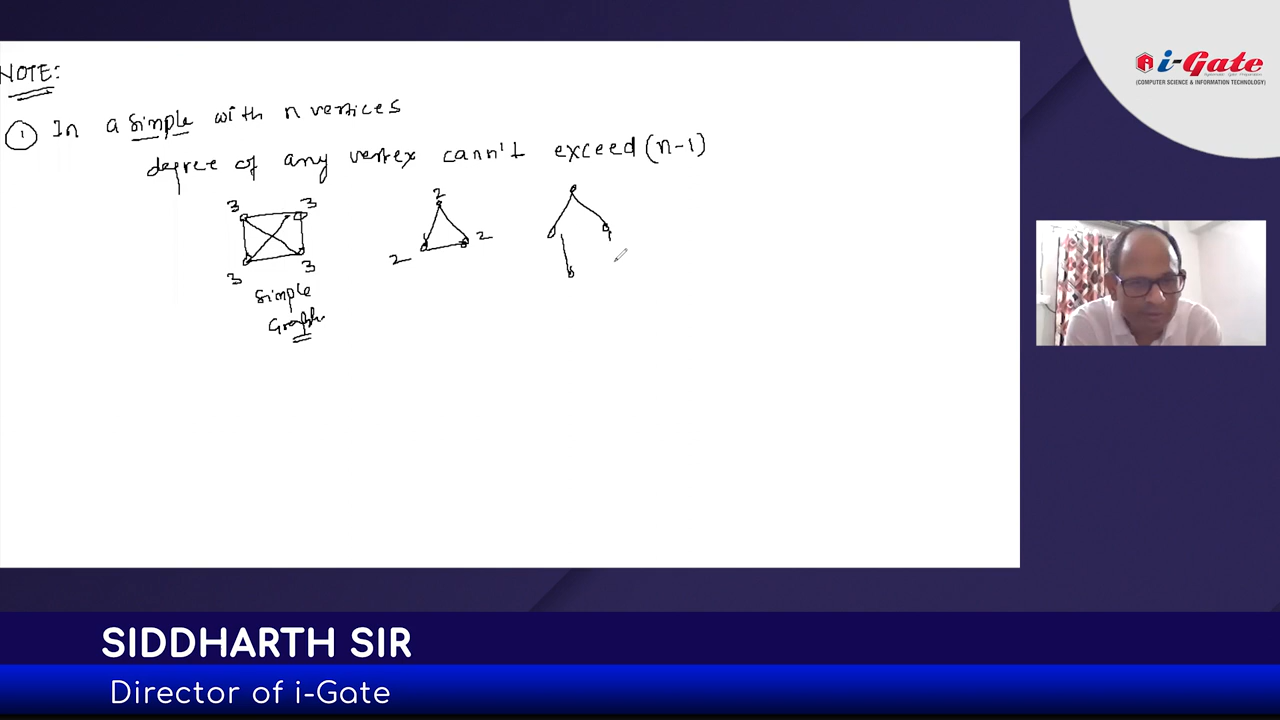 NOTE:
① In a simple with n vertices
degree of any vertex cann't exceed (n-1)
3 3
3 3
simple
Graph
2
2 2
i-Gate
(COMPUTER SCIENCE & INFORMATION TECHNOLOGY)
SIDDHARTH SIR
Director of i-Gate